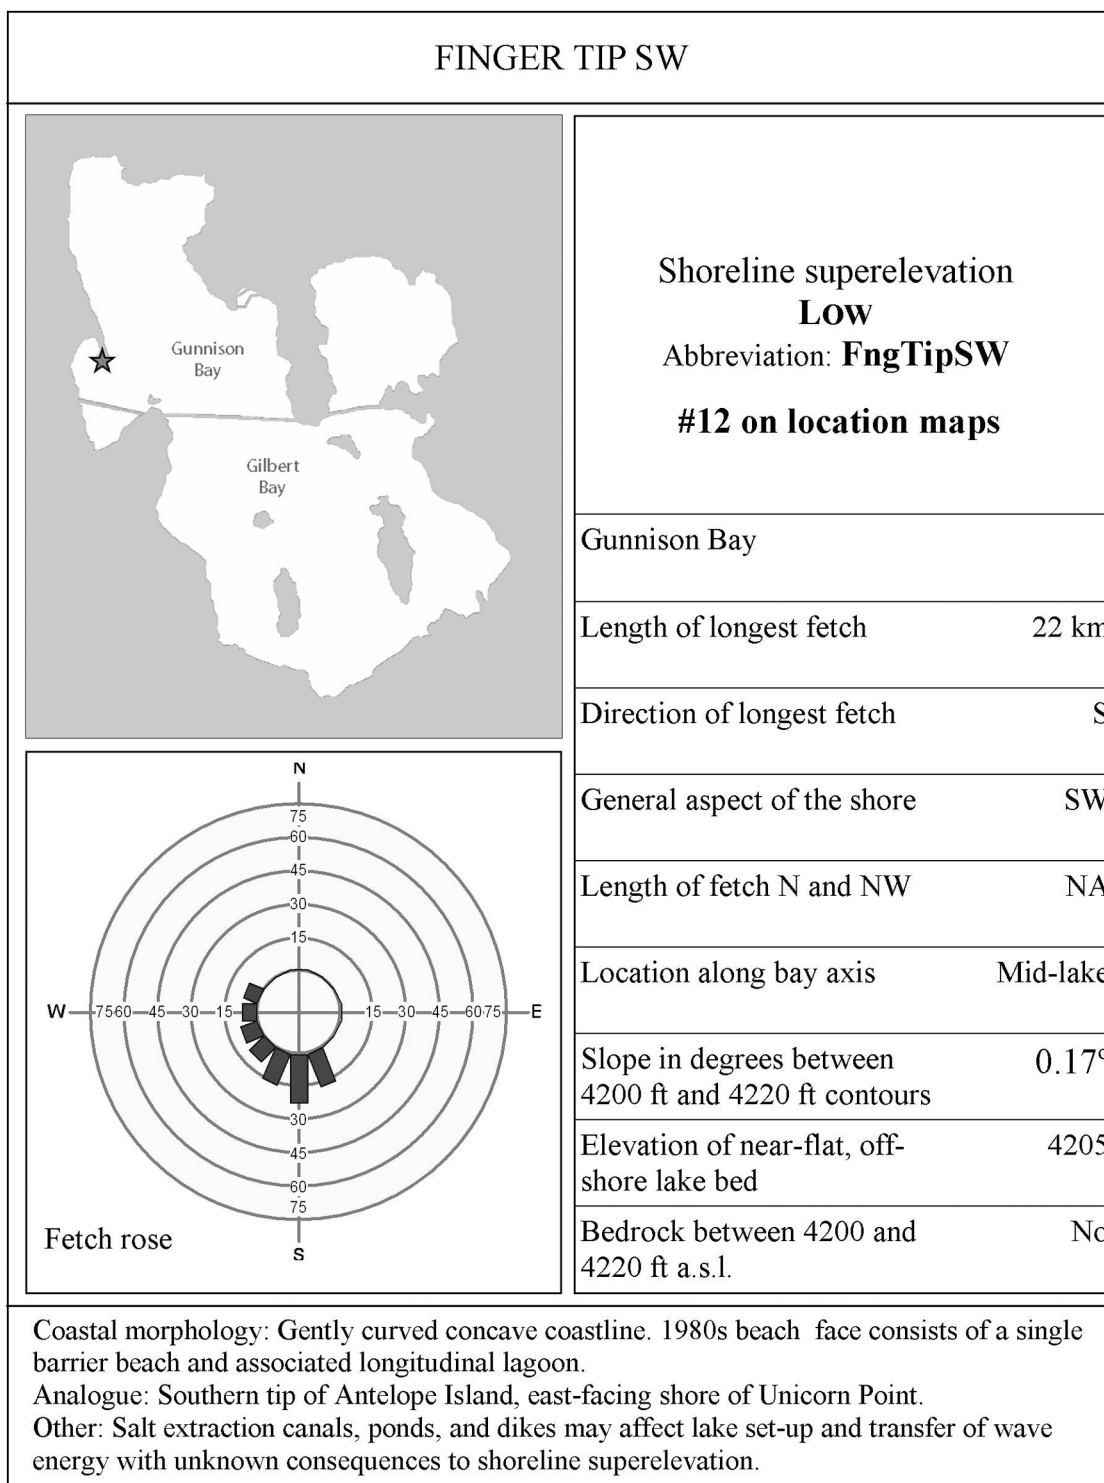 FINGER TIP SW
Gunnison
Bay
Gilbert
Bay
Shoreline superelevation
Low
Abbreviation: FngTipSW
#12 on location maps
Gunnison Bay
Length of longest fetch 22 km
Direction of longest fetch S
General aspect of the shore SW
Length of fetch N and NW NA
Location along bay axis Mid-lake
Slope in degrees between 0.17°
4200 ft and 4220 ft contours
Elevation of near-flat, off- 4205
shore lake bed
Bedrock between 4200 and No
4220 ft a.s.l.
N
75
60
45
30
15
W 75 60 45 30 15 15 30 45 60 75 E
30
45
60
75
S
Fetch rose
Coastal morphology: Gently curved concave coastline. 1980s beach face consists of a single
barrier beach and associated longitudinal lagoon.
Analogue: Southern tip of Antelope Island, east-facing shore of Unicorn Point.
Other: Salt extraction canals, ponds, and dikes may affect lake set-up and transfer of wave
energy with unknown consequences to shoreline superelevation.